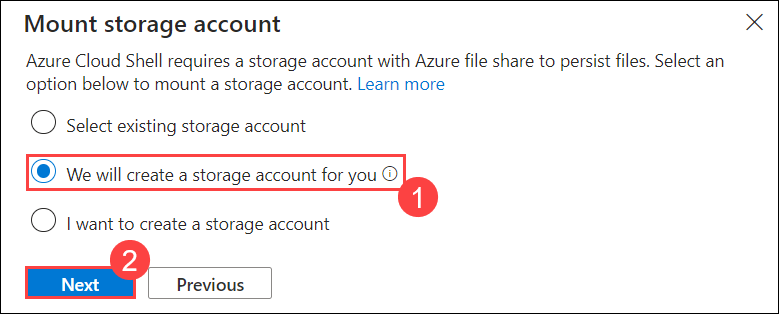 Mount storage account
Azure Cloud Shell requires a storage account with Azure file share to persist files. Select an
option below to mount a storage account. Learn more
Select existing storage account
We will create a storage account for you
1
I want to create a storage account
2
Next
Previous